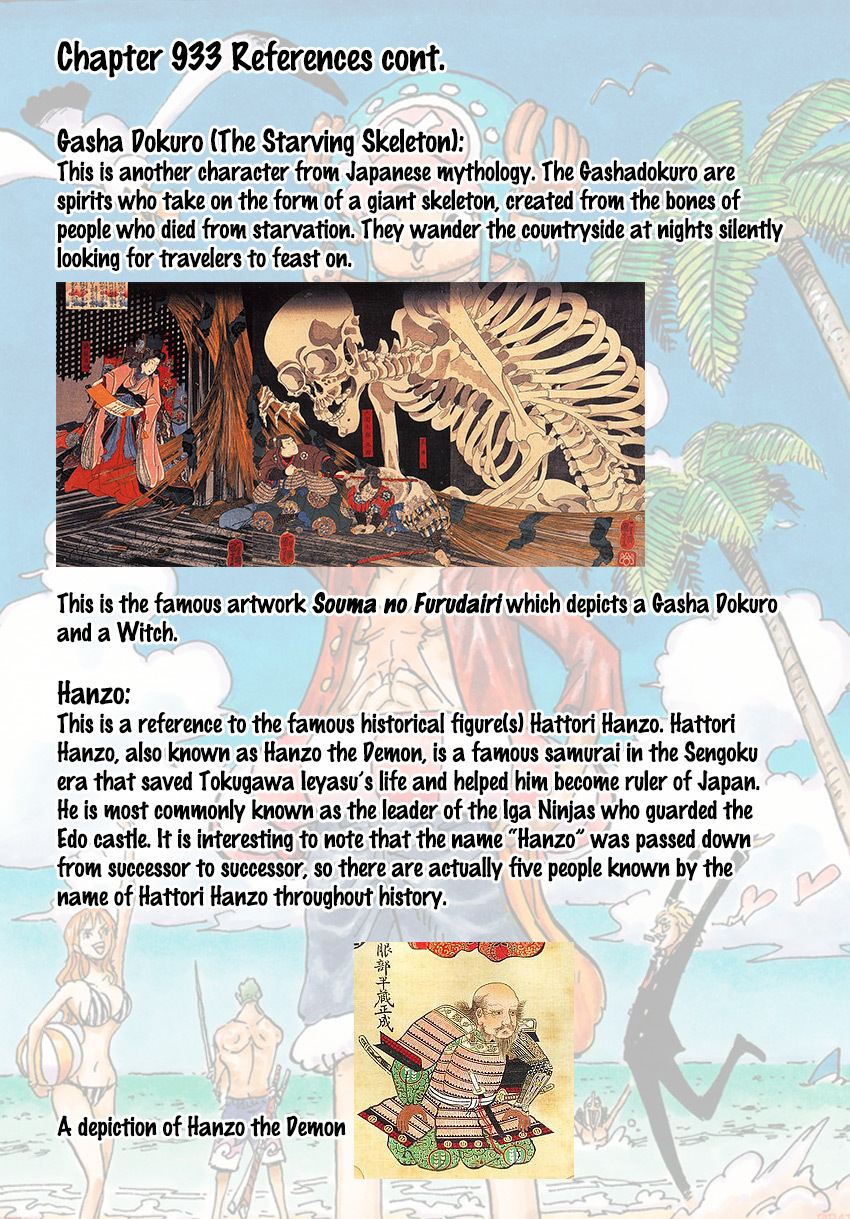 Chapter 933 References cont.
Gasha Dokuro (The Starving Skeleton):
This is another character from Japanese mythology. The Gashadokuro are
spirits who take on the form of a giant skeleton, created from the bones of
people who died from starvation. They wander the countryside at nights silently
looking for travelers to feast on.
This is the famous artwork Souma no Furudairi which depicts a Gasha Dokuro
and a Witch.
Hanzo:
This is a reference to the famous historical figure(s) Hattori Hanzo. Hattori
Hanzo, also known as Hanzo the Demon, is a famous samurai in the Sengoku
era that saved Tokugawa Ieyasu's life and helped him become ruler of Japan.
He is most commonly known as the leader of the Iga Ninjas who guarded the
Edo castle. It is interesting to note that the name "Hanzo" was passed down
from successor to successor, so there are actually five people known by the
name of Hattori Hanzo throughout history.
服部半蔵正成
A depiction of Hanzo the Demon